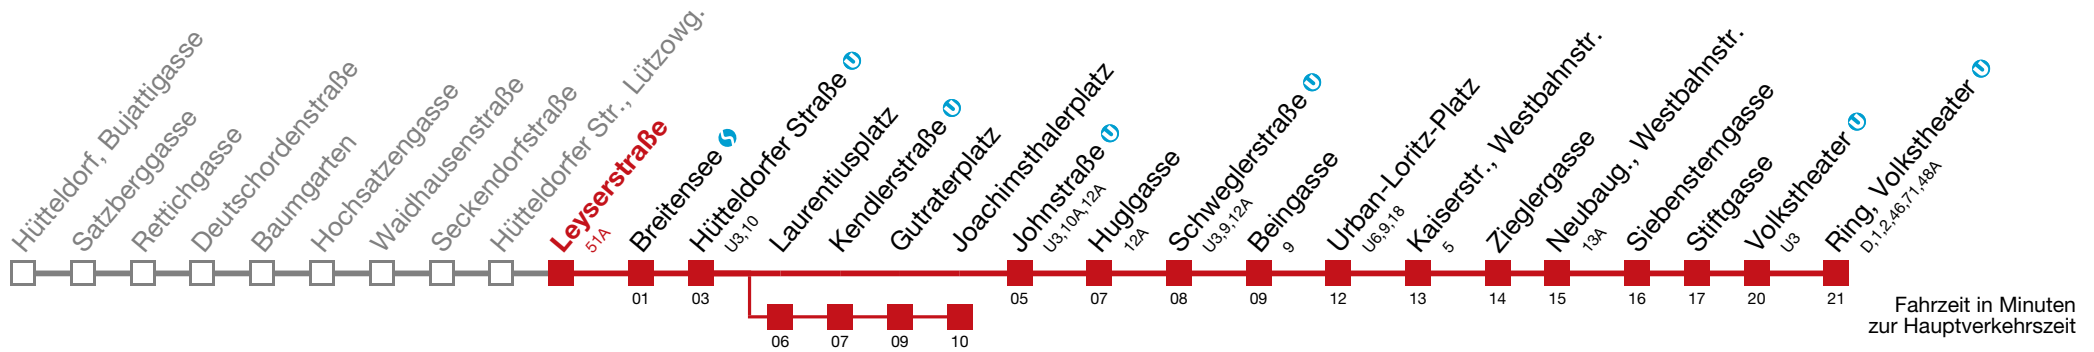 Hütteldorf, Bujattigasse
Satzberggasse
Rettichgasse
Deutschordenstraße
Baumgarten
Hochsatzengasse
Waidhausenstraße
Seckendorfstraße
Hütteldorfer Str., Lützowg.
Leyserstraße
51A
Breitensee
Hütteldorfer Straße U
U3,10
Laurentiusplatz
Kendlerstraße U
Gutraterplatz
Joachimsthalerplatz
Johnstraße U
U3,10A,12A
Huglgasse
12A
Schweglerstraße U
U3,9,12A
Beingasse
9
Urban-Loritz-Platz
U6,9,18
Kaiserstr., Westbahnstr.
5
Zieglergasse
Neubaug., Westbahnstr.
13A
Siebensterngasse
Stiftgasse
Volkstheater U
U3
Ring, Volkstheater U
D,1,2,46,71,48A
01 03 05 07 08 09 12 13 14 15 16 17 20 21
06 07 09 10
Fahrzeit in Minuten
zur Hauptverkehrszeit